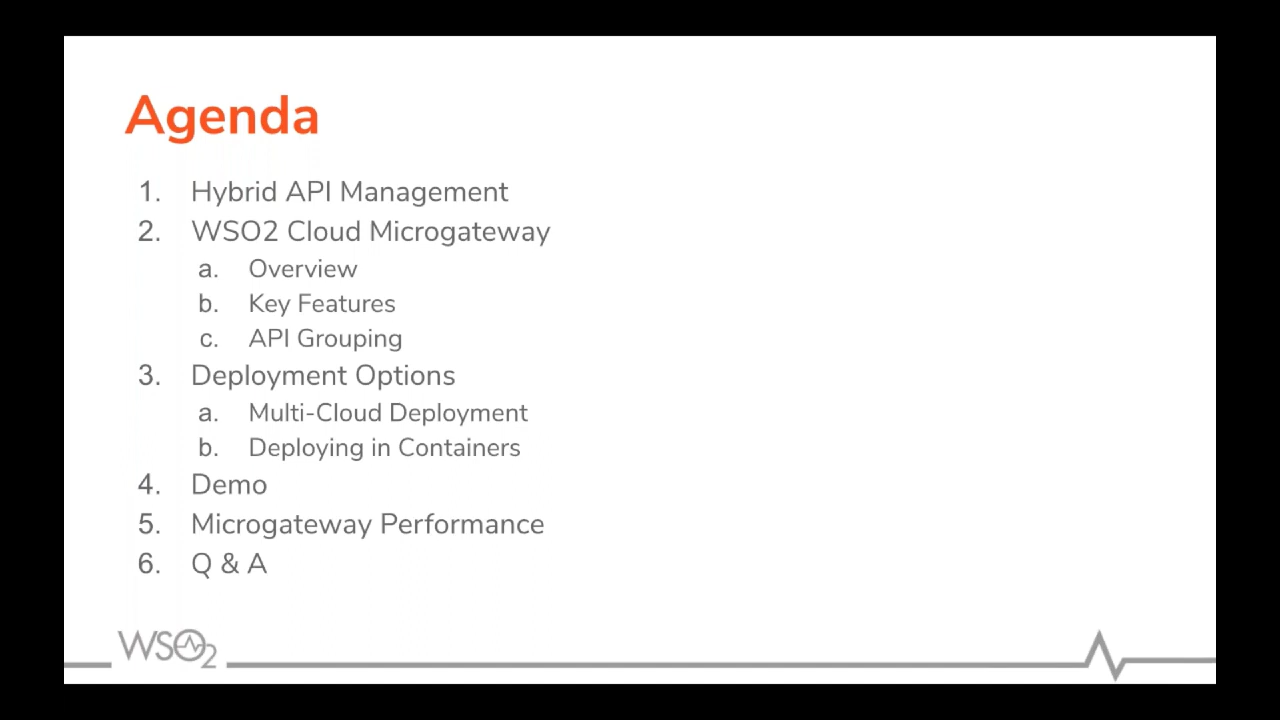 Agenda
1. Hybrid API Management
2. WSO2 Cloud Microgateway
a. Overview
b. Key Features
c. API Grouping
3. Deployment Options
a. Multi-Cloud Deployment
b. Deploying in Containers
4. Demo
5. Microgateway Performance
6. Q & A
WSO2